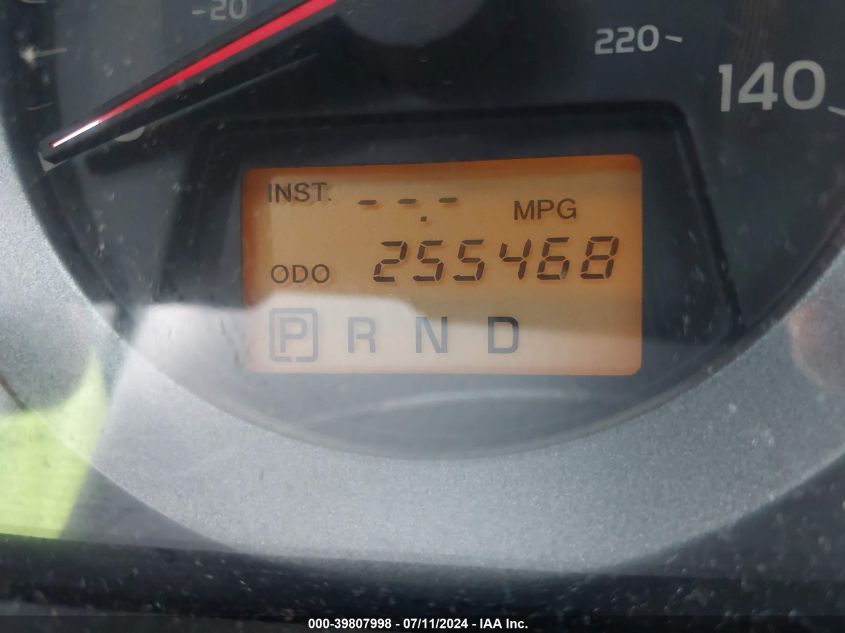 20
220
140
INST. --.- MPG
ODO 255468
P R N D
000-39807998 - 07/11/2024 - IAA Inc.